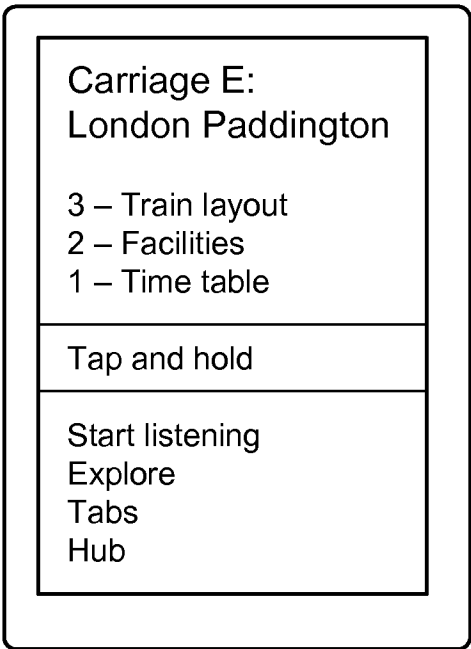 Carriage E:
London Paddington
3 – Train layout
2 – Facilities
1 – Time table
Tap and hold
Start listening
Explore
Tabs
Hub